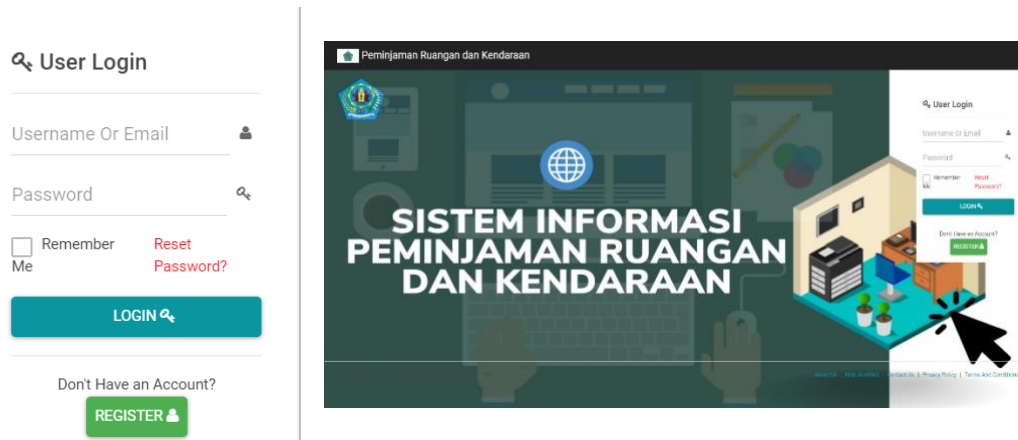 User Login
Username Or Email
Password
Remember Me
Reset Password?
LOGIN
Don't Have an Account?
REGISTER
Peminjaman Ruangan dan Kendaraan
SISTEM INFORMASI
PEMINJAMAN RUANGAN
DAN KENDARAAN
User Login
Username Or Email
Password
Remember Me
Reset Password?
LOGIN
Don't Have an Account?
REGISTER
Contact Us | Privacy Policy | Terms And Conditions